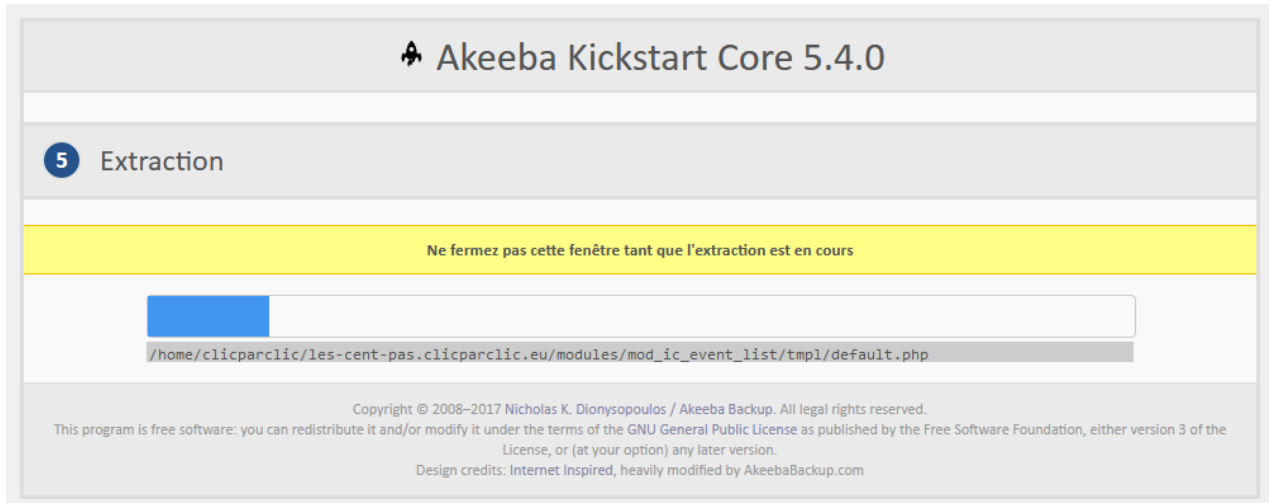 Akeeba Kickstart Core 5.4.0
5 Extraction
Ne fermez pas cette fenêtre tant que l'extraction est en cours
/home/clicparclic/les-cent-pas.clicparclic.eu/modules/mod_ic_event_list/tmpl/default.php
Copyright © 2008–2017 Nicholas K. Dionysopoulos / Akeeba Backup. All legal rights reserved.
This program is free software: you can redistribute it and/or modify it under the terms of the GNU General Public License as published by the Free Software Foundation, either version 3 of the
License, or (at your option) any later version.
Design credits: Internet Inspired, heavily modified by AkeebaBackup.com